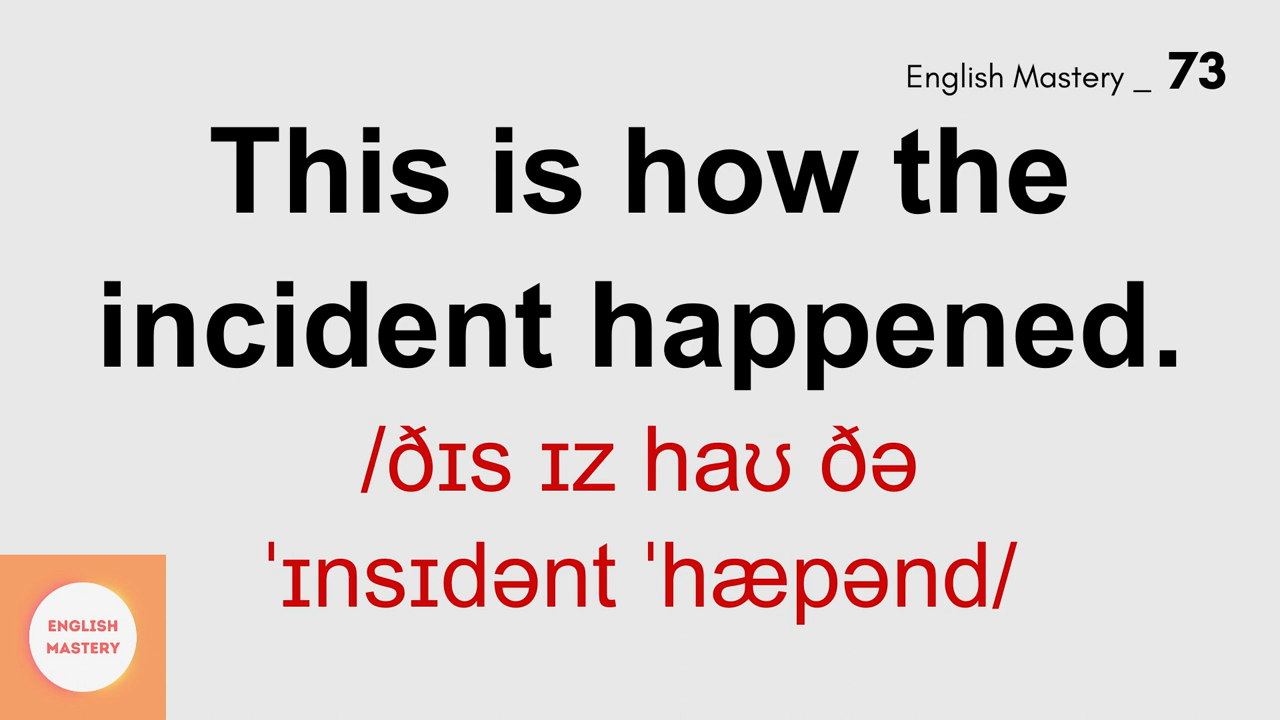 English Mastery _ 73
This is how the
incident happened.
/ðɪs ɪz haʊ ðə
ˈɪnsɪdənt ˈhæpənd/
ENGLISH
MASTERY